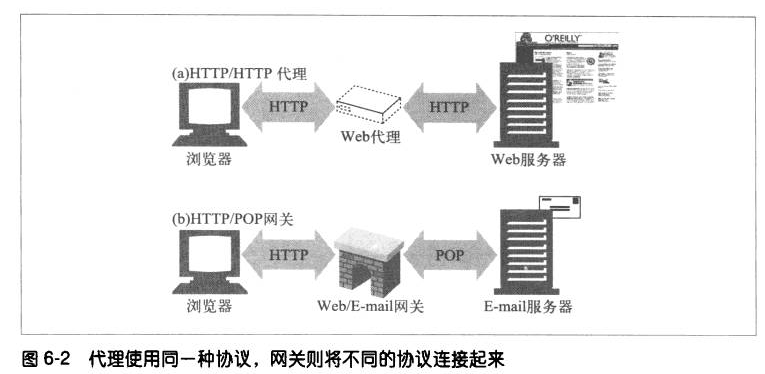 O'REILLY
(a)HTTP/HTTP 代理
HTTP
HTTP
Web代理
浏览器
Web服务器
(b)HTTP/POP网关
HTTP
POP
浏览器
Web/E-mail网关
E-mail服务器
图 6-2 代理使用同一种协议，网关则将不同的协议连接起来